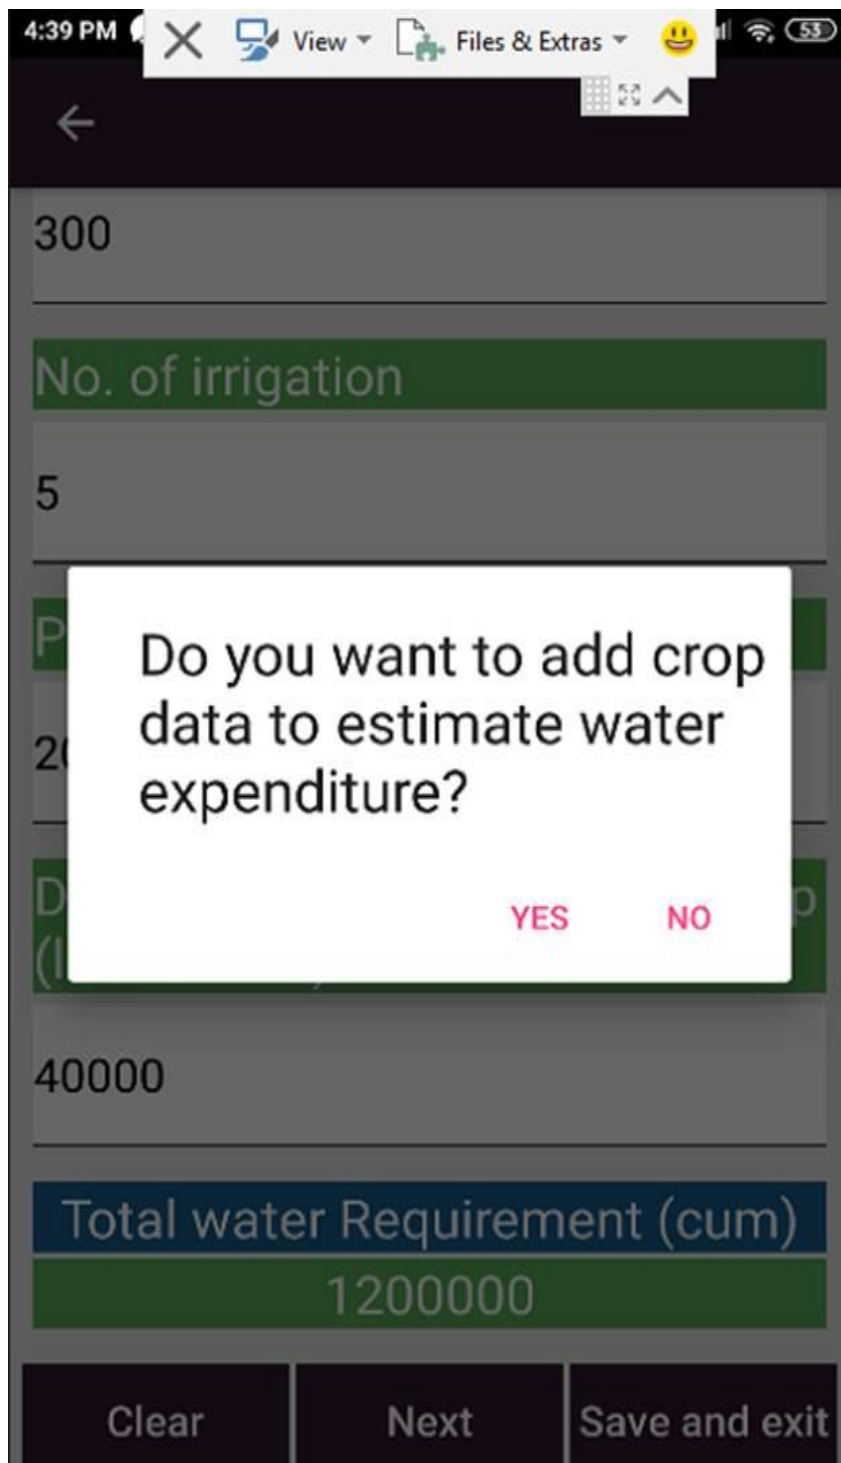 4:39 PM View Files & Extras 53
300
No. of irrigation
5
Do you want to add crop
data to estimate water
expenditure?
YES NO
40000
Total water Requirement (cum)
1200000
Clear Next Save and exit